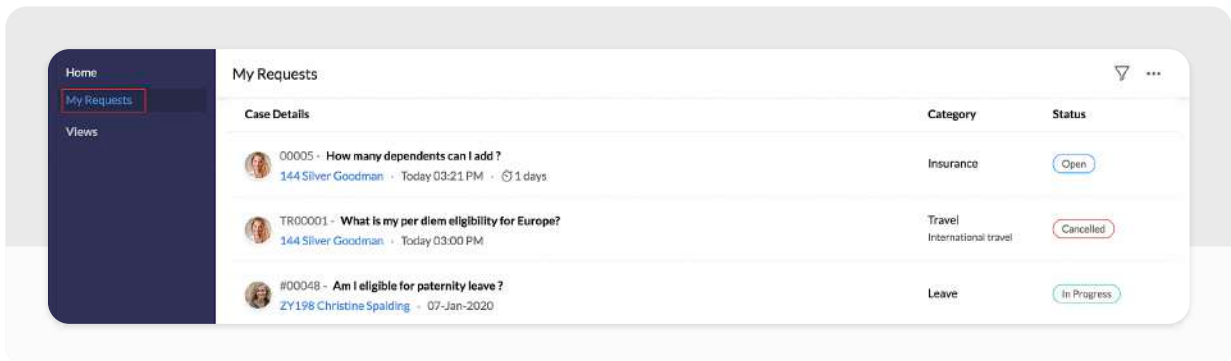 Home
My Requests
Views
My Requests
Case Details
Category
Status
00005 - How many dependents can I add ?
144 Silver Goodman · Today 03:21 PM · 1 days
Insurance
Open
TR00001 - What is my per diem eligibility for Europe?
144 Silver Goodman · Today 03:00 PM
Travel
International travel
Cancelled
#00048 - Am I eligible for paternity leave ?
ZY198 Christine Spalding · 07-Jan-2020
Leave
In Progress